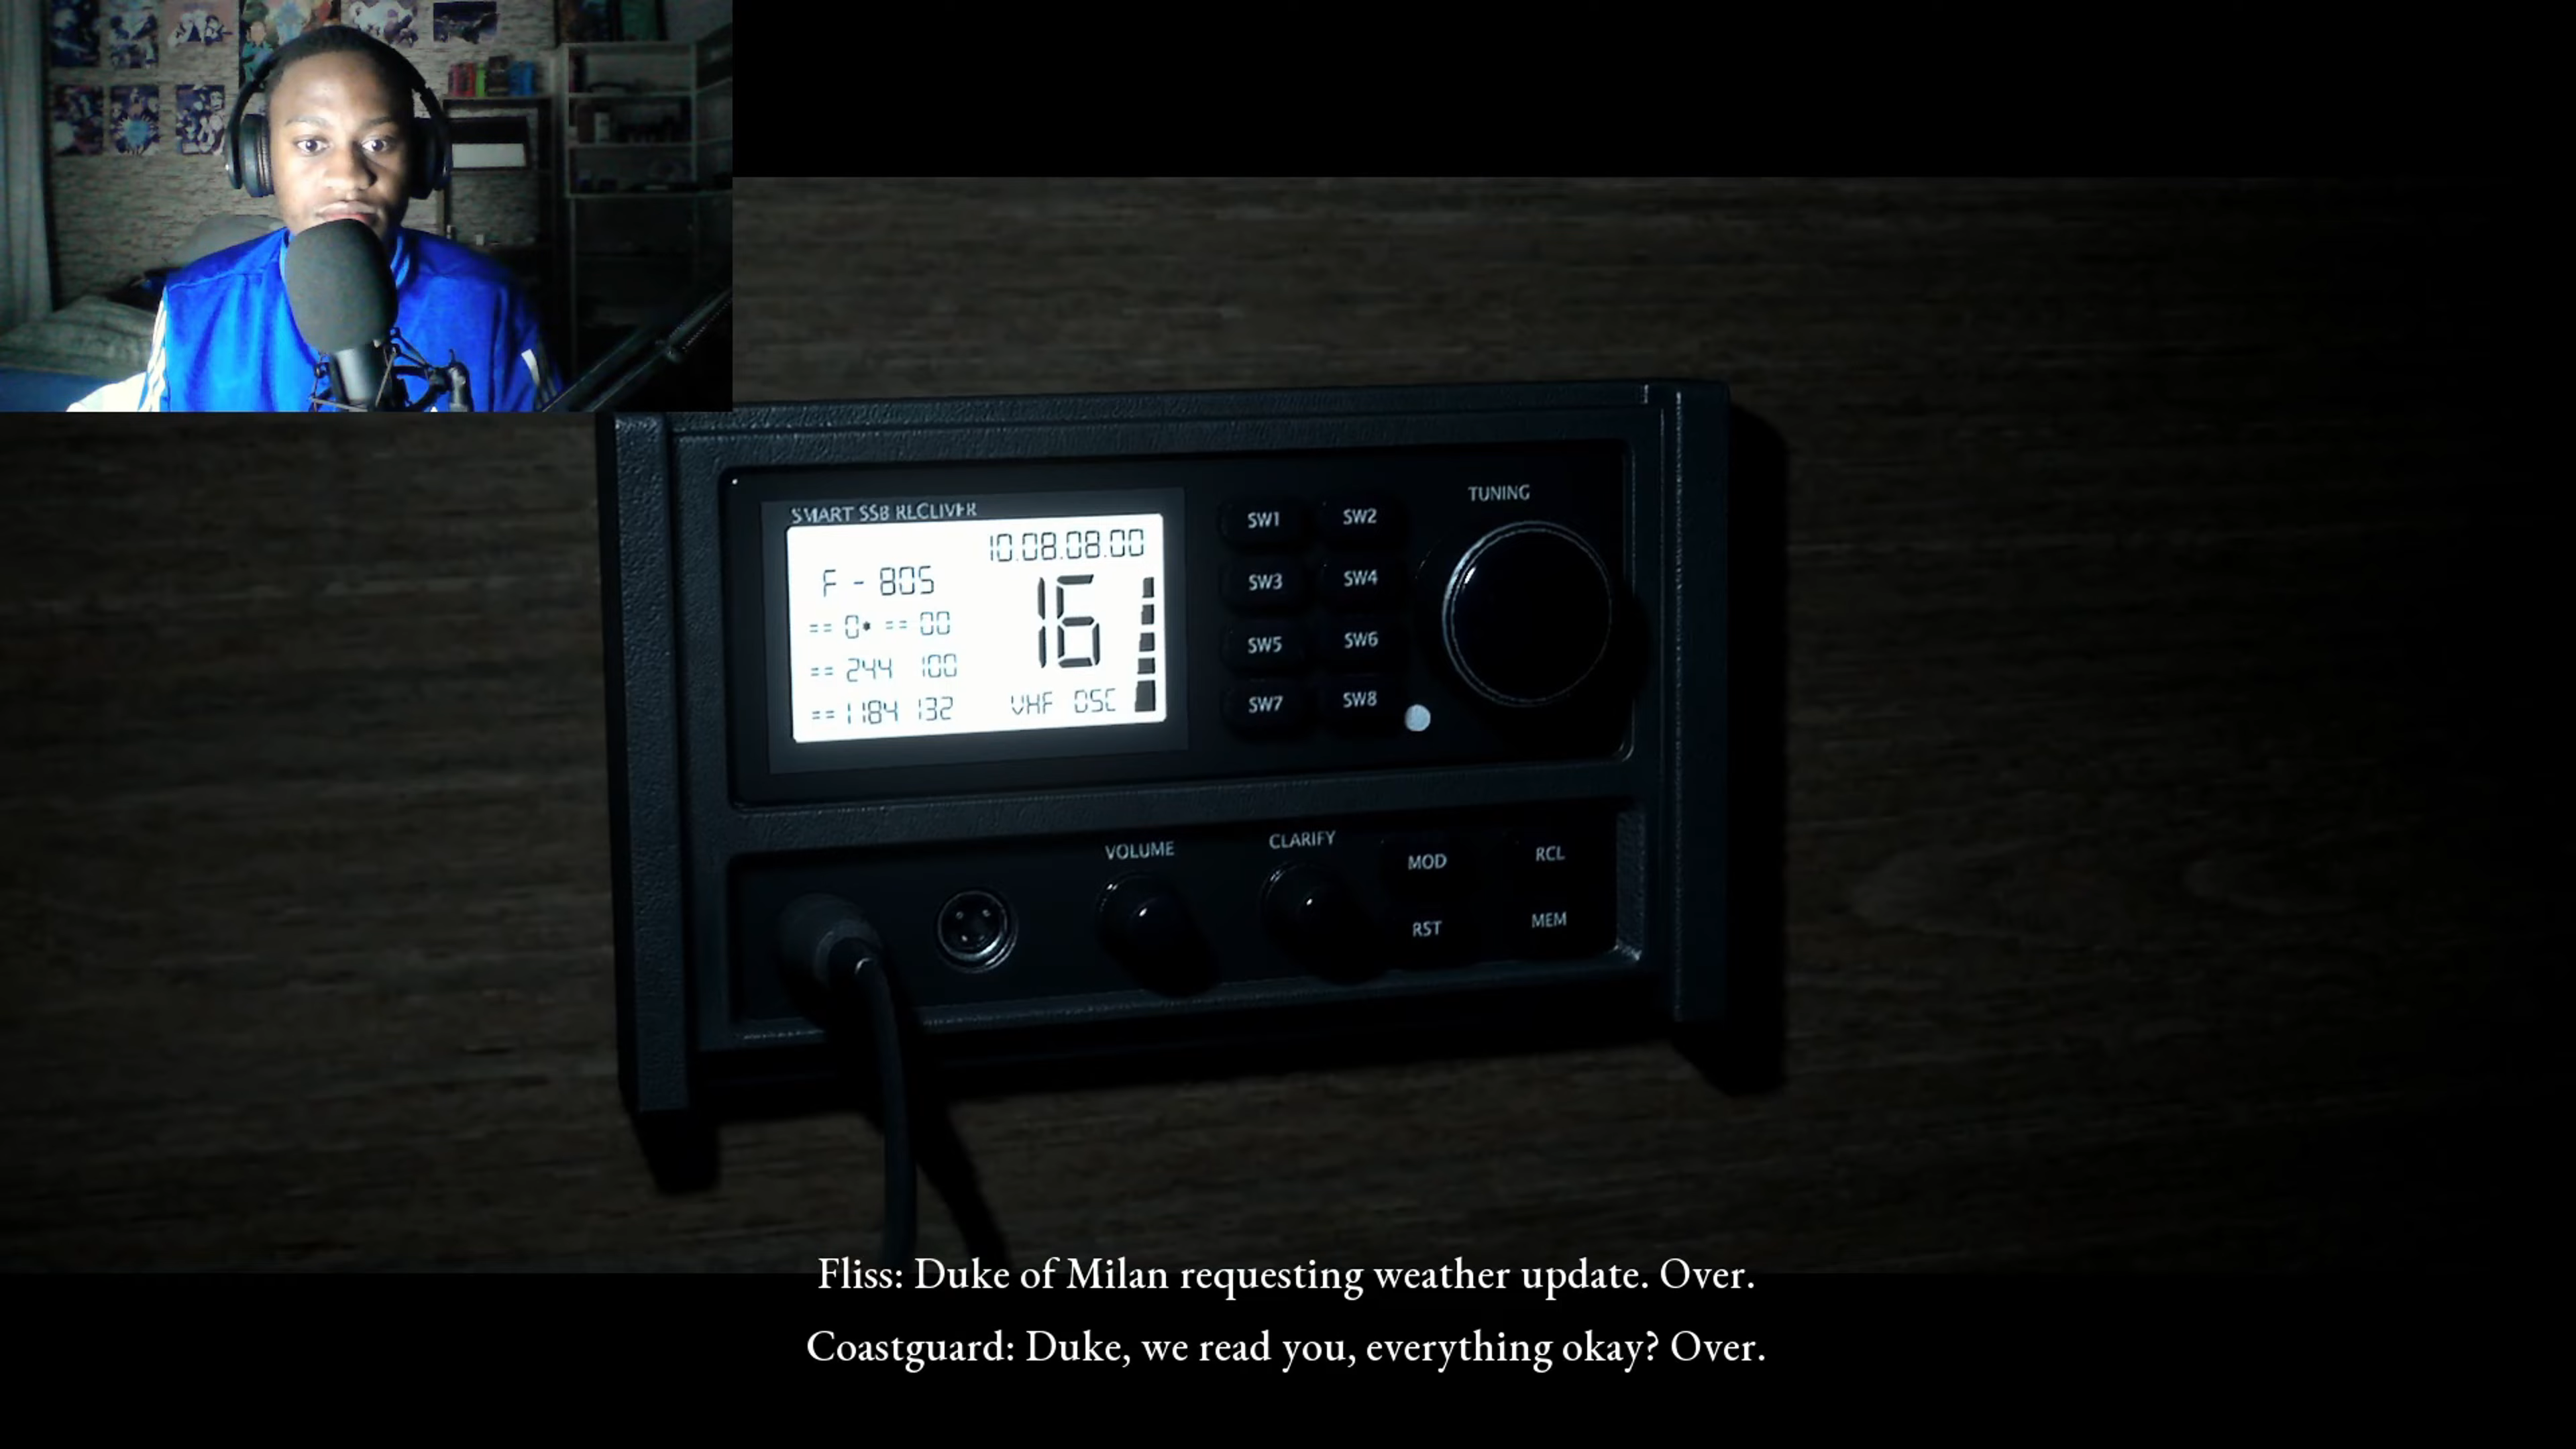 SMART SSB RECEIVER
10.08.08.00
F - 805
16
== 0* == 00
== 244 100
== 1184 132
VHF DSC
SW1 SW2
SW3 SW4
SW5 SW6
SW7 SW8
TUNING
VOLUME
CLARIFY
MOD RCL
RST MEM
Fliss: Duke of Milan requesting weather update. Over.
Coastguard: Duke, we read you, everything okay? Over.